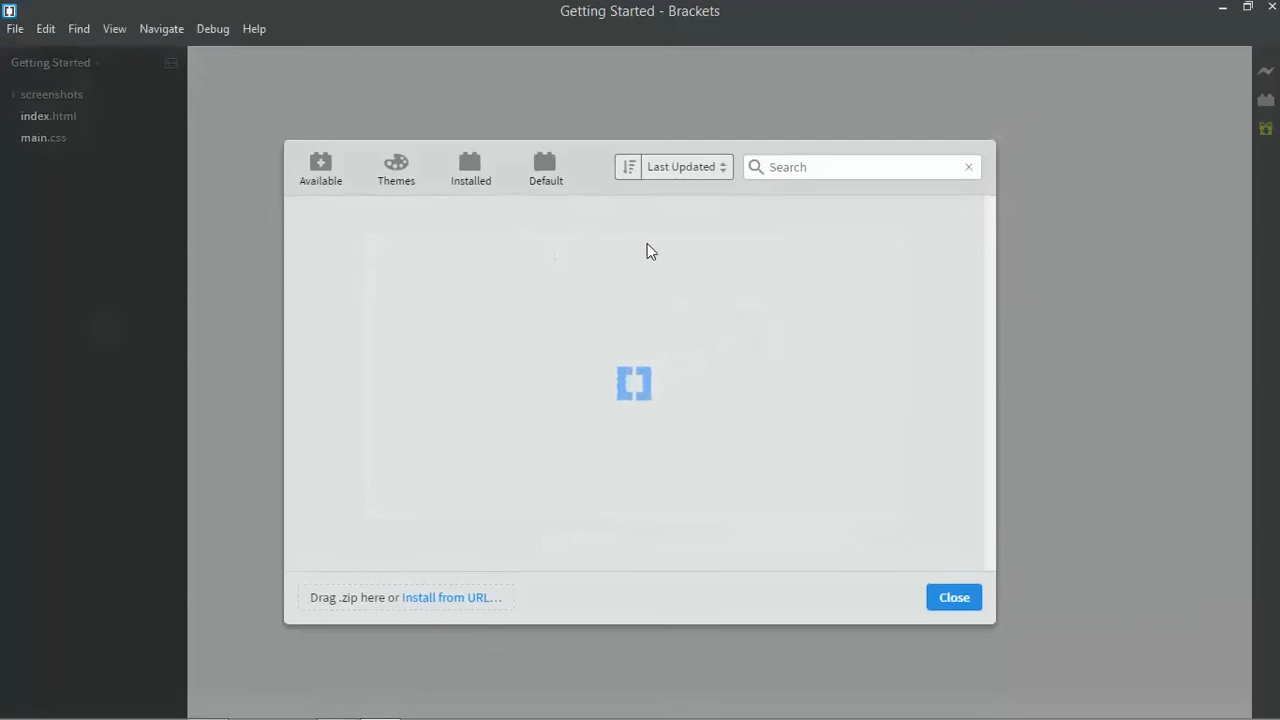 Getting Started - Brackets
File Edit Find View Navigate Debug Help
Getting Started
screenshots
index.html
main.css
Available Themes Installed Default
Last Updated
Search
Drag .zip here or Install from URL...
Close